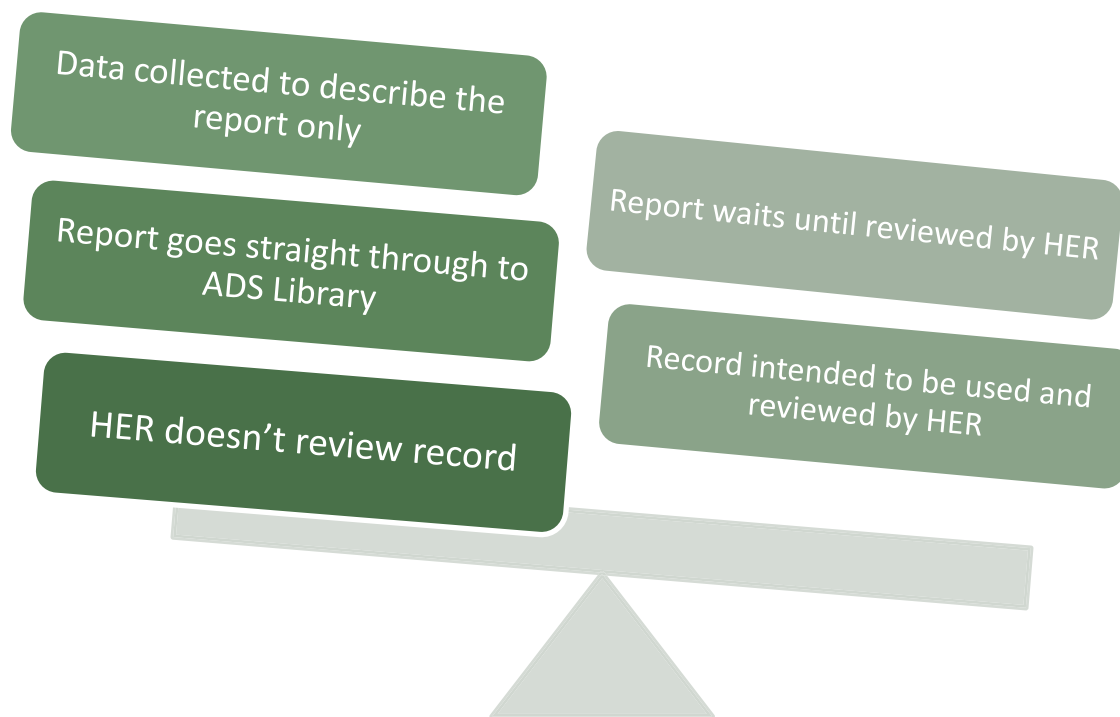 Data collected to describe the
report only
Report goes straight through to
ADS Library
HER doesn’t review record
Report waits until reviewed by HER
Record intended to be used and
reviewed by HER